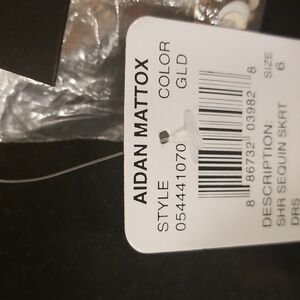 AIDAN MATTOX
STYLE COLOR
054441070 GLD
8 86732 03982 8
DESCRIPTION: SIZE
SHR SEQUIN SKRT 6
DRS